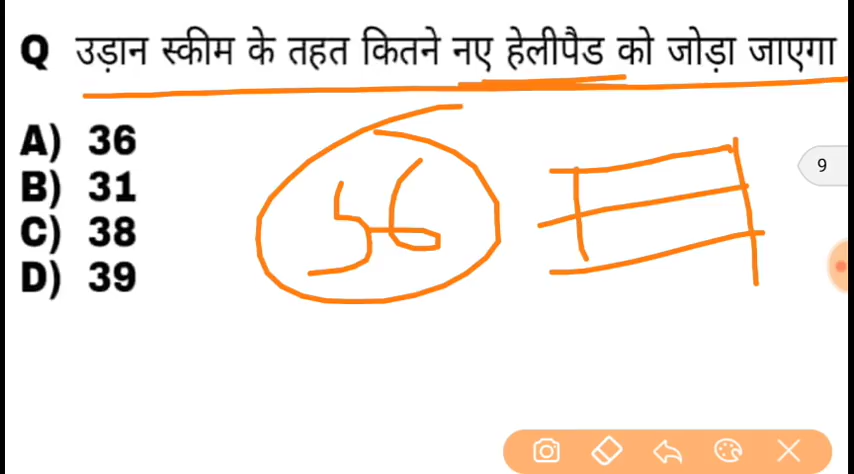 Q उड़ान स्कीम के तहत कितने नए हेलीपैड को जोड़ा जाएगा
A) 36
B) 31
C) 38
D) 39
56
9